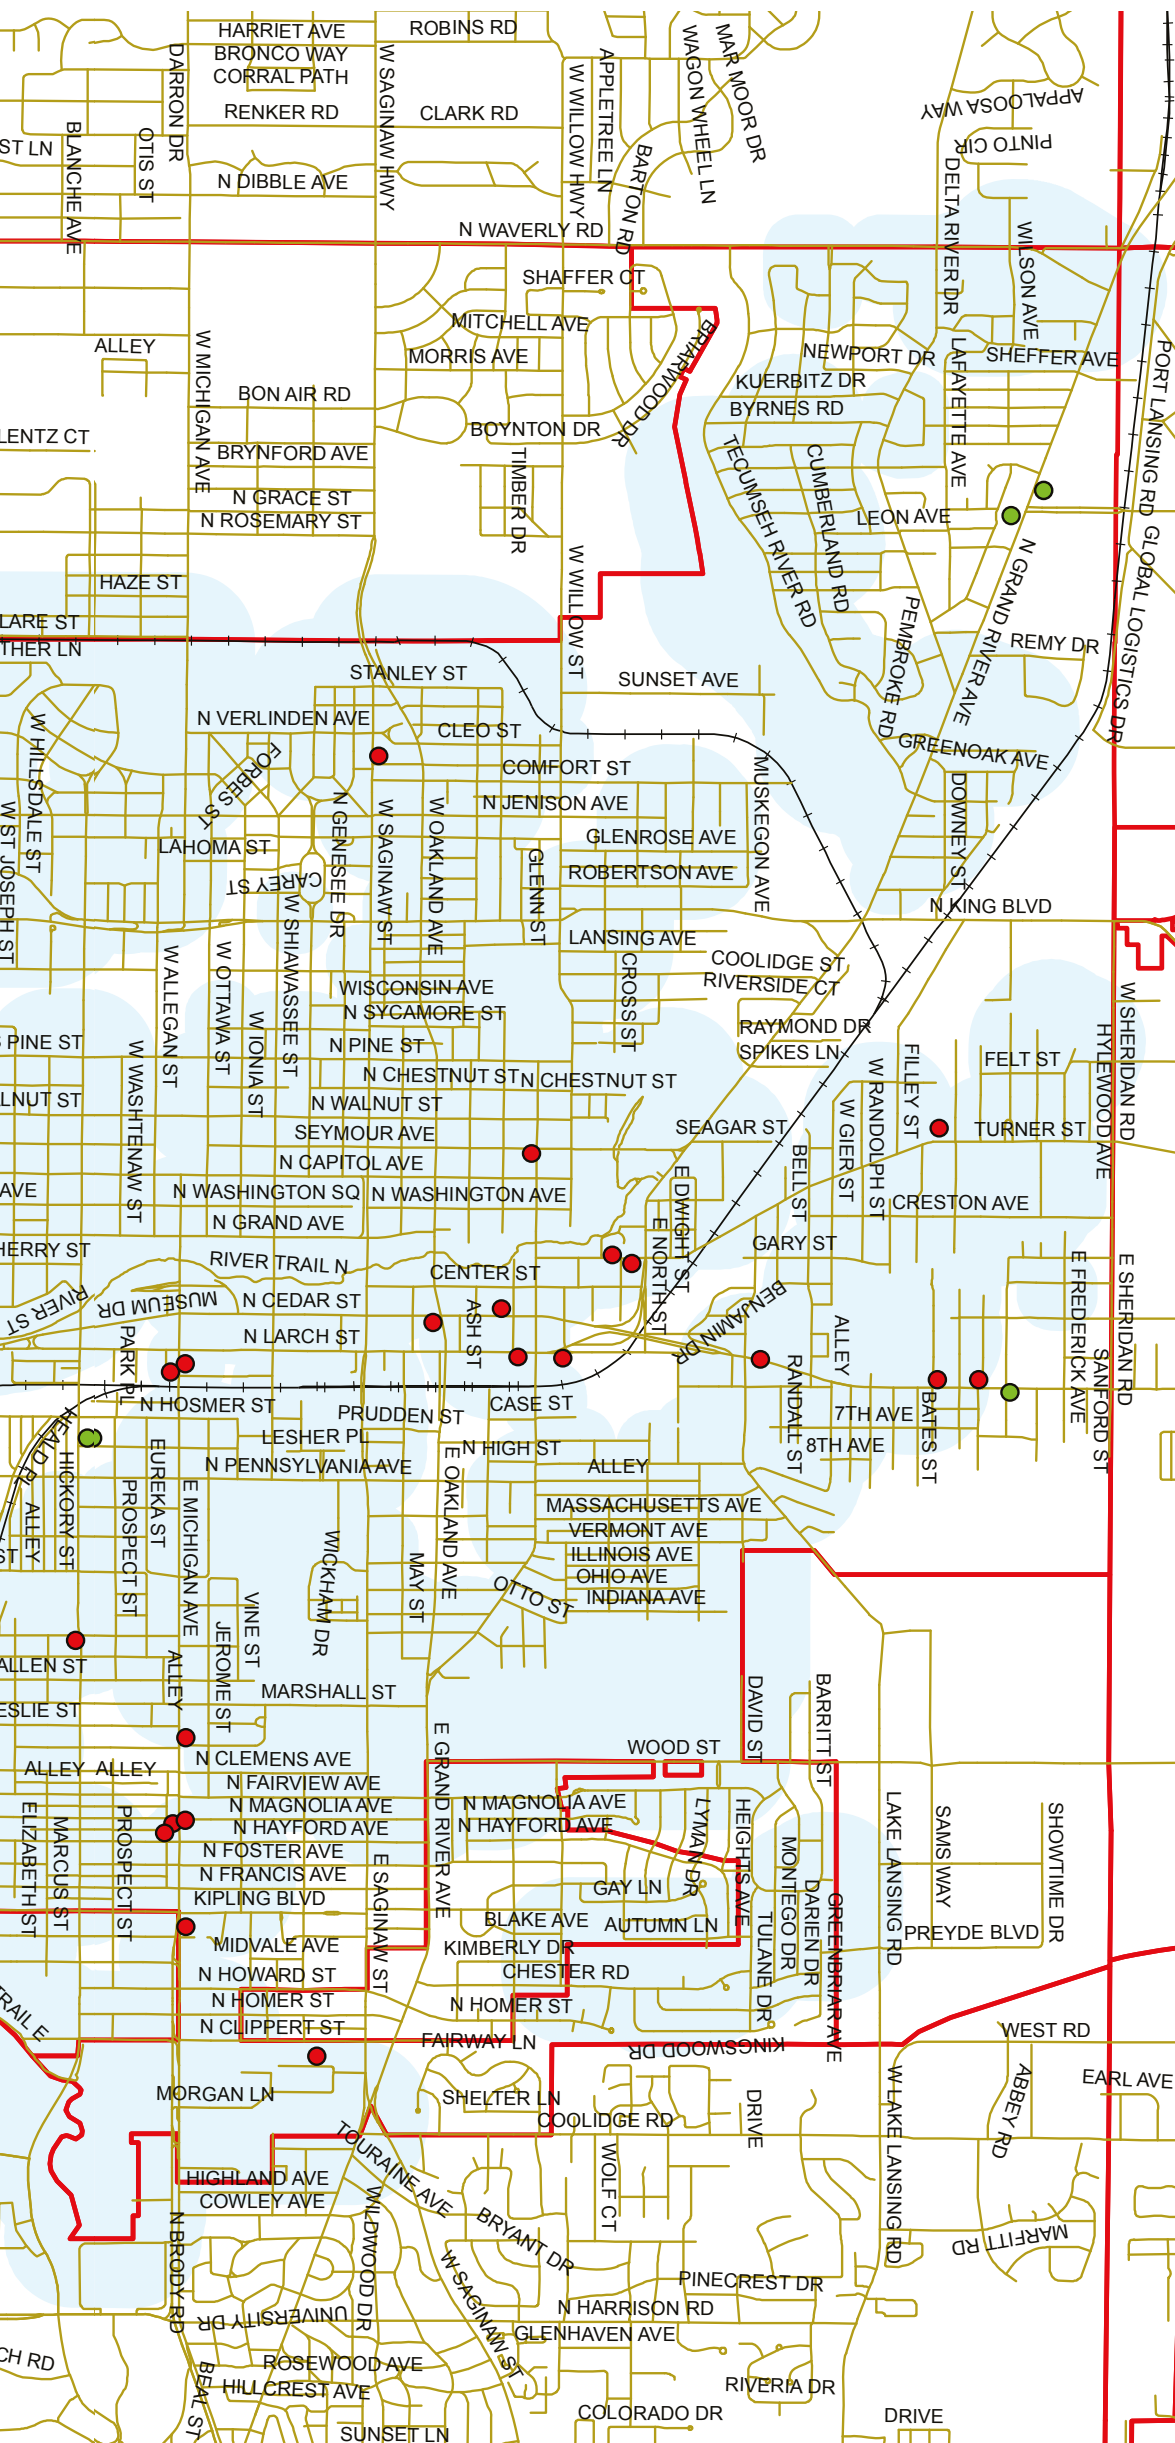 HARRIET AVE
ROBINS RD
BRONCO WAY
CORRAL PATH
RENKER RD
CLARK RD
DARRON DR
W SAGINAW HWY
W WILLOW HWY
APPLETREE LN
WAGON WHEEL LN
MAR MOOR DR
APPALOOSA WAY
PINTO CIR
ST LN
BLANCHE AVE
OTIS ST
N DIBBLE AVE
BARTON RD
DELTA RIVER DR
N WAVERLY RD
WILSON AVE
SHAFFER CT
MITCHELL AVE
MORRIS AVE
ALLEY
W MICHIGAN AVE
BRIARWOOD DR
NEWPORT DR
SHEFFER AVE
LAFAYETTE AVE
PORT LANSING RD
KUERBITZ DR
BYRNES RD
BON AIR RD
BOYNTON DR
LENTZ CT
BRYNFORD AVE
TIMBER DR
TECUMSEH RIVER RD
CUMBERLAND RD
N GRACE ST
N ROSEMARY ST
LEON AVE
N GRAND RIVER AVE
GLOBAL LOGISTICS DR
HAZE ST
W WILLOW ST
PEMBROKE RD
LARE ST
THER LN
REMY DR
STANLEY ST
SUNSET AVE
N VERLINDEN AVE
CLEO ST
W HILLSDALE ST
FORBES ST
GREENOAK AVE
COMFORT ST
MUSKEGON AVE
DOWNEY ST
N JENISON AVE
W ST JOSEPH ST
N GENESEE DR
W SAGINAW ST
W OAKLAND AVE
GLENROSE AVE
LAHOMA ST
GLENN ST
ROBERTSON AVE
CAREY ST
W SHIAWASSEE ST
N KING BLVD
LANSING AVE
W ALLEGAN ST
W OTTAWA ST
CROSS ST
COOLIDGE ST
RIVERSIDE CT
WISCONSIN AVE
N SYCAMORE ST
W IONIA ST
W SHERIDAN RD
HYLEWOOD AVE
RAYMOND DR
SPIKES LN
PINE ST
N PINE ST
W WASHTENAW ST
FILLEY ST
FELT ST
N CHESTNUT ST
N CHESTNUT ST
W RANDOLPH ST
LNUT ST
N WALNUT ST
W GIER ST
SEYMOUR AVE
SEAGAR ST
TURNER ST
BELL ST
N CAPITOL AVE
E DWIGHT ST
AVE
N WASHINGTON SQ
N WASHINGTON AVE
CRESTON AVE
N GRAND AVE
E NORTH ST
GARY ST
HERRY ST
RIVER TRAIL N
CENTER ST
E FREDERICK AVE
E SHERIDAN RD
RIVER ST
MUSEUM DR
N CEDAR ST
ASH ST
BENJAMIN DR
N LARCH ST
PARK PL
ALLEY
RANDALL ST
SANFORD ST
N HOSMER ST
PRUDDEN ST
CASE ST
BATES ST
7TH AVE
HEALD PL
LESHER PL
N HIGH ST
8TH AVE
HICKORY ST
EUREKA ST
N PENNSYLVANIA AVE
E OAKLAND AVE
ALLEY
ALLEY
PROSPECT ST
E MICHIGAN AVE
MASSACHUSETTS AVE
VERMONT AVE
ST
WICKHAM DR
MAY ST
ILLINOIS AVE
OHIO AVE
OTTO ST
INDIANA AVE
VINE ST
JEROME ST
ALLEN ST
ALLEY
DAVID ST
BARRITT ST
MARSHALL ST
ESLIE ST
E GRAND RIVER AVE
WOOD ST
ALLEY
ALLEY
N CLEMENS AVE
N FAIRVIEW AVE
ELIZABETH ST
MARCUS ST
PROSPECT ST
N MAGNOLIA AVE
N MAGNOLIA AVE
LYMAN DR
HEIGHTS AVE
LAKE LANSING RD
SAMS WAY
SHOWTIME DR
N HAYFORD AVE
N HAYFORD AVE
N FOSTER AVE
E SAGINAW ST
MONTEGO DR
N FRANCIS AVE
DARIEN DR
GREENBRIAR AVE
GAY LN
KIPLING BLVD
TULANE DR
BLAKE AVE
AUTUMN LN
PREYDE BLVD
MIDVALE AVE
KIMBERLY DR
N HOWARD ST
CHESTER RD
TRAIL E
N HOMER ST
N HOMER ST
N CLIPPERT ST
FAIRWAY LN
KINGSWOOD DR
WEST RD
W LAKE LANSING RD
ABBEY RD
EARL AVE
MORGAN LN
SHELTER LN
DRIVE
COOLIDGE RD
TOURAINE AVE
WOLF CT
HIGHLAND AVE
COWLEY AVE
WILDWOOD DR
BRYANT DR
N BRODY RD
MARFITT RD
W SAGINAW ST
PINECREST DR
UNIVERSITY DR
N HARRISON RD
GLENHAVEN AVE
CH RD
ROSEWOOD AVE
BEAL ST
HILLCREST AVE
RIVERIA DR
COLORADO DR
DRIVE
SUNSET LN